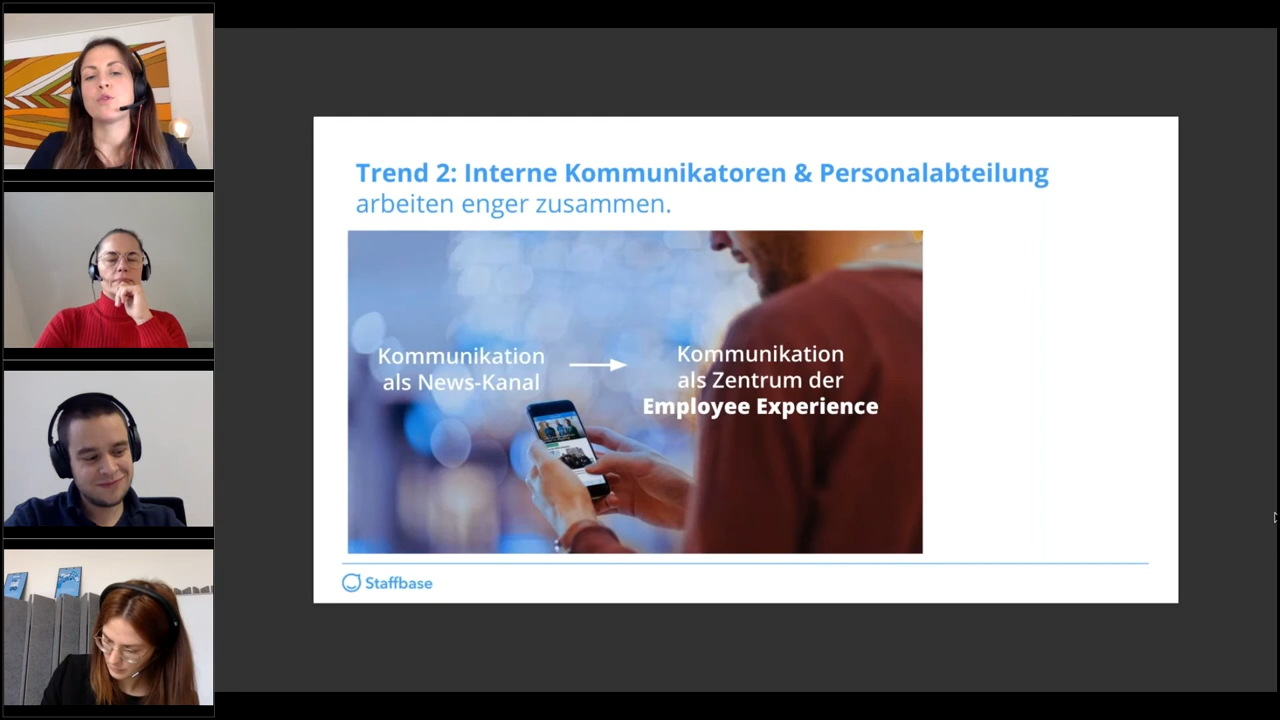 Trend 2: Interne Kommunikatoren & Personalabteilung
arbeiten enger zusammen.
Kommunikation
als News-Kanal
Kommunikation
als Zentrum der
Employee Experience
Staffbase